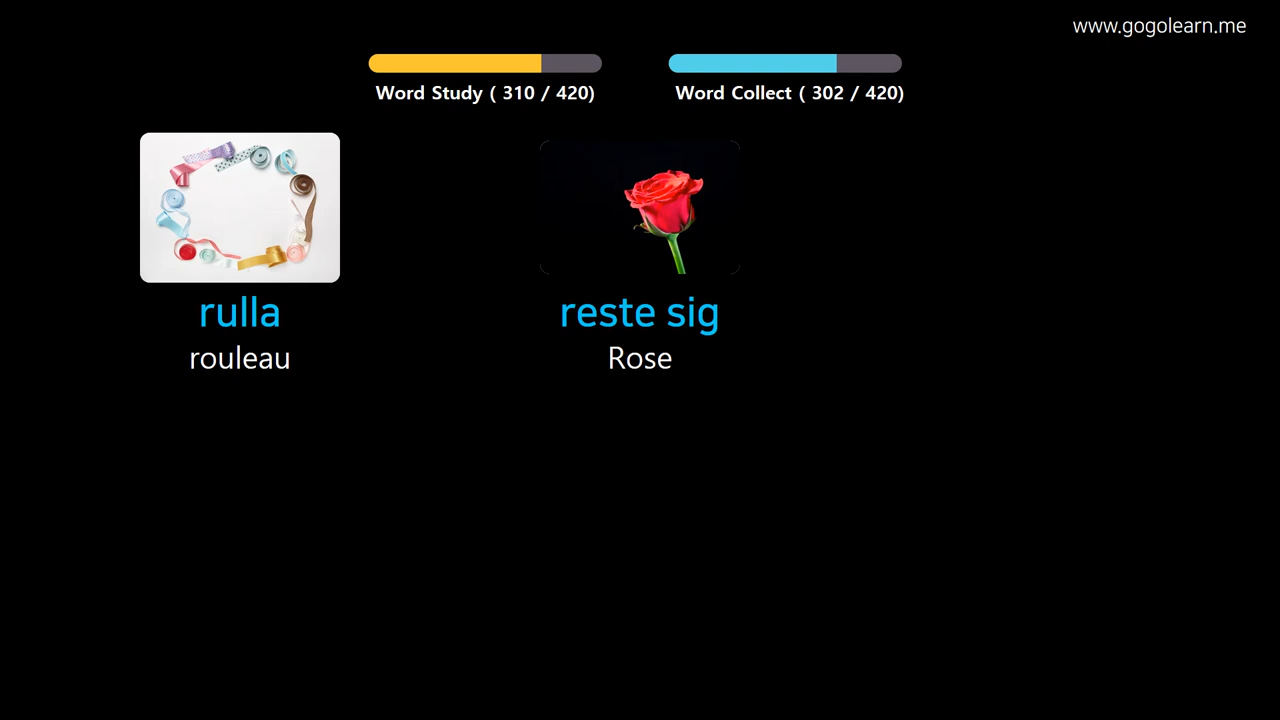 www.gogolearn.me
Word Study ( 310 / 420)
Word Collect ( 302 / 420)
rulla
rouleau
reste sig
Rose